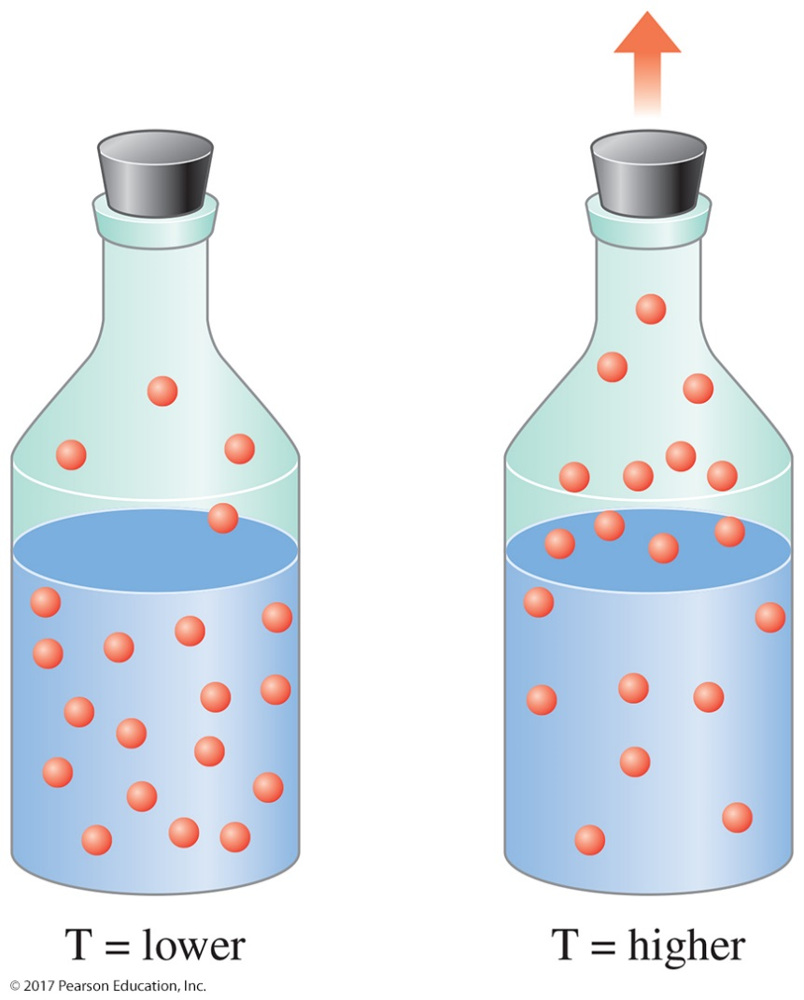 T = lower
T = higher
© 2017 Pearson Education, Inc.